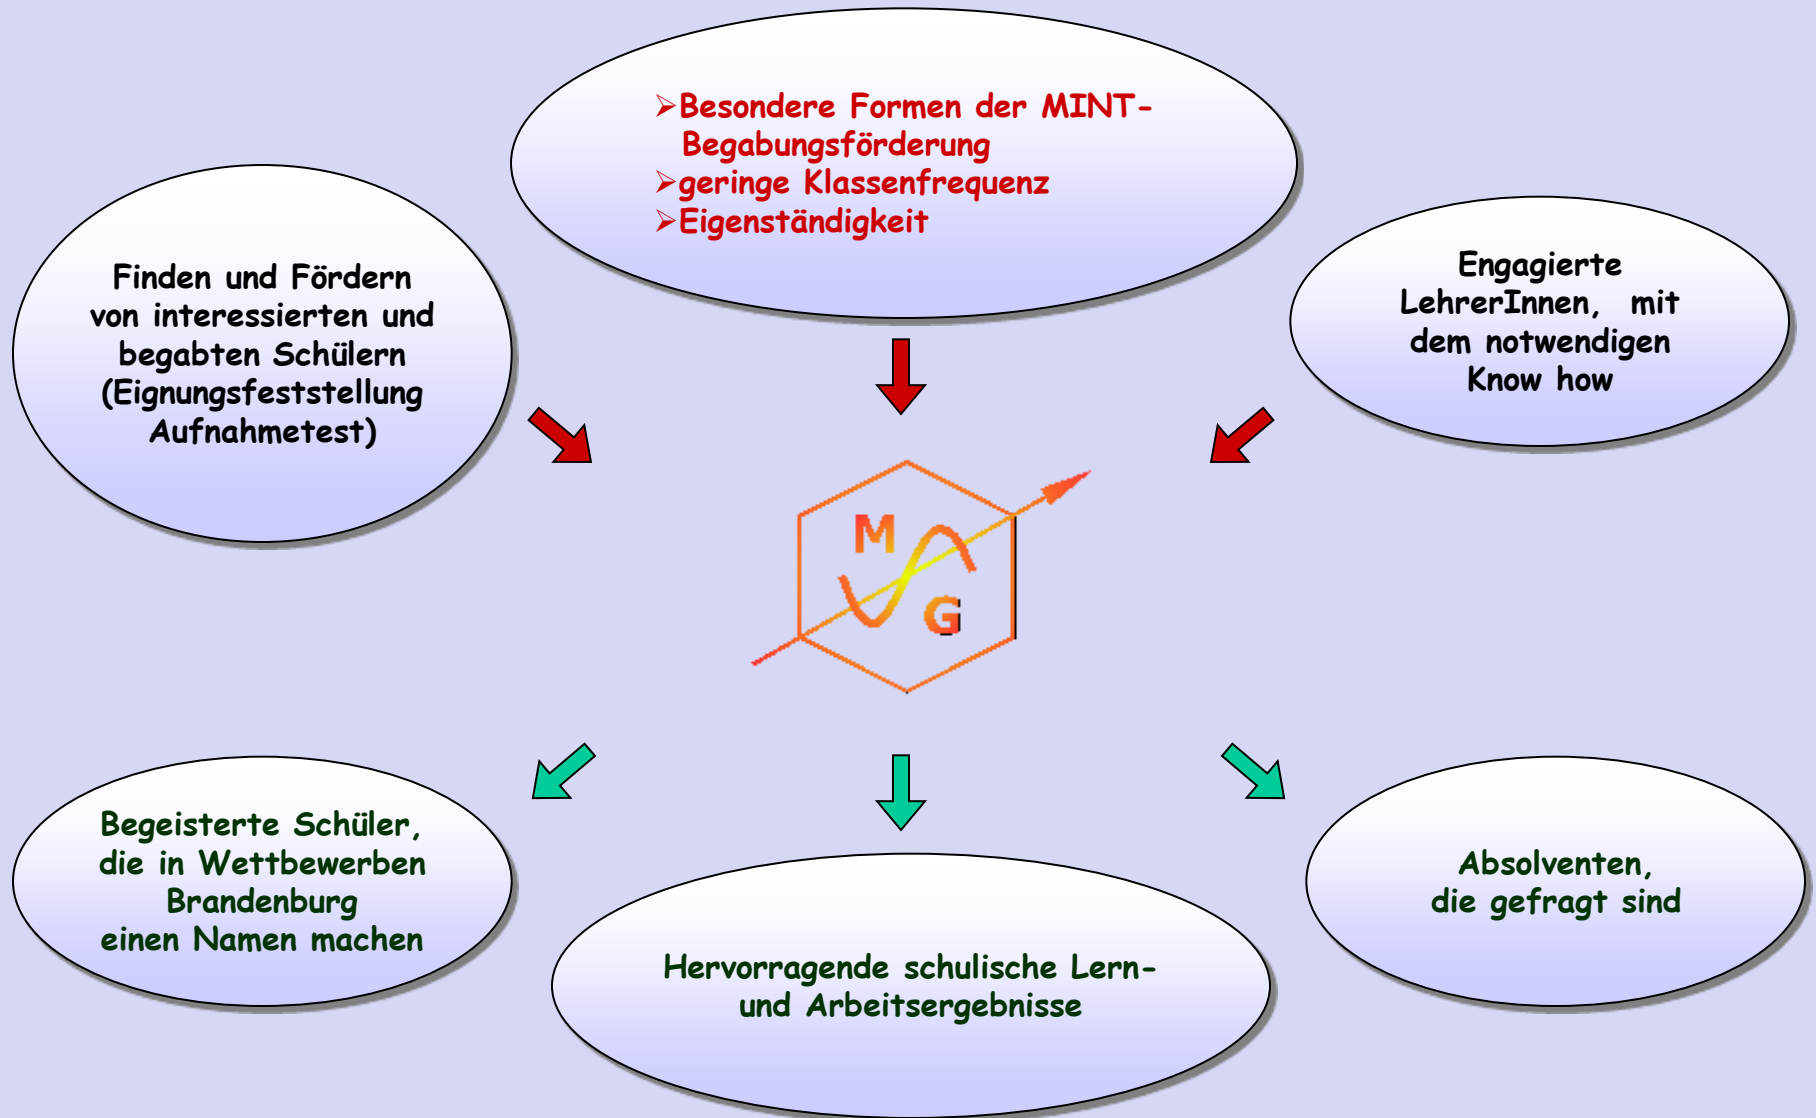 ➢Besondere Formen der MINT-
Begabungsförderung
➢geringe Klassenfrequenz
➢Eigenständigkeit
Finden und Fördern
von interessierten und
begabten Schülern
(Eignungsfeststellung
Aufnahmetest)
Engagierte
LehrerInnen, mit
dem notwendigen
Know how
M
G
Begeisterte Schüler,
die in Wettbewerben
Brandenburg
einen Namen machen
Hervorragende schulische Lern-
und Arbeitsergebnisse
Absolventen,
die gefragt sind